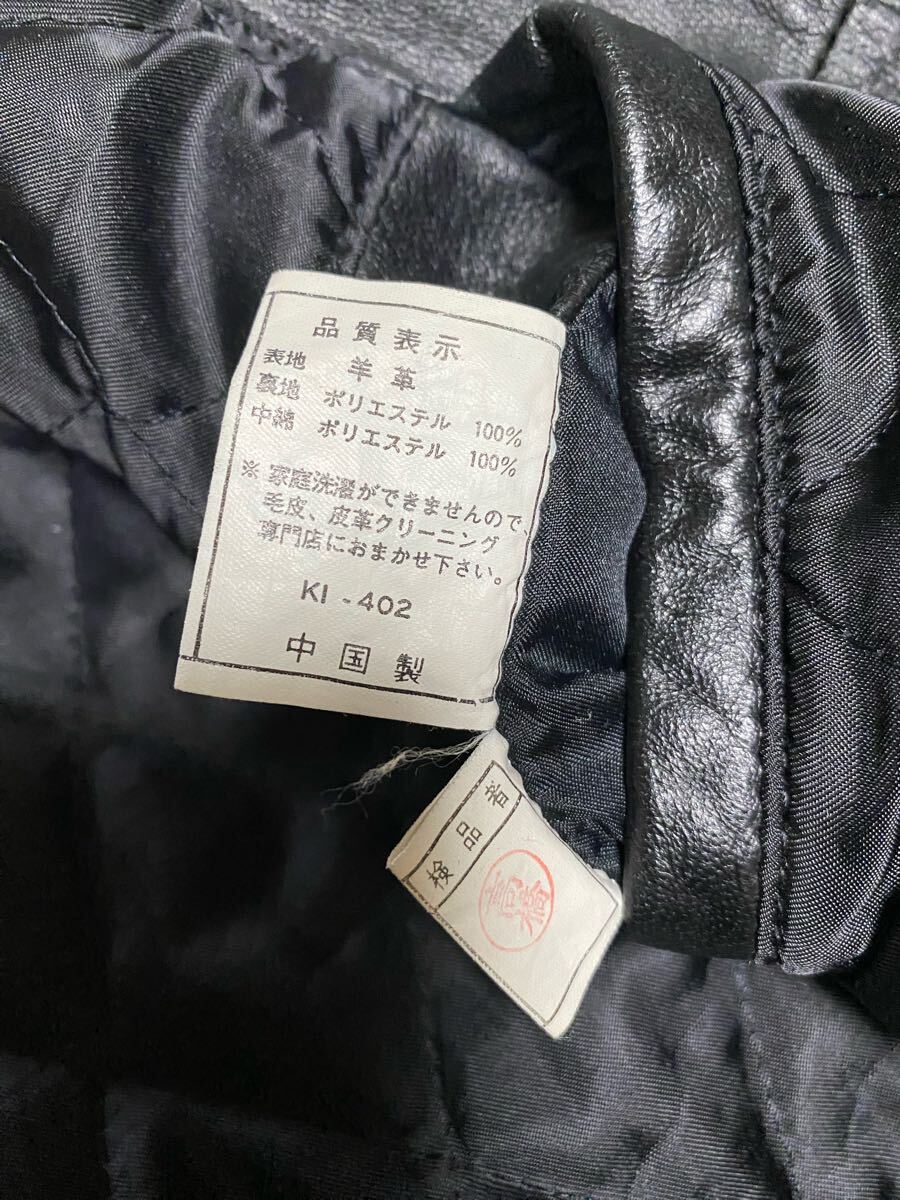 品質表示
表地 羊革
裏地 ポリエステル 100%
中綿 ポリエステル 100%
※ 家庭洗濯ができませんので、
毛皮、皮革クリーニング
専門店におまかせ下さい。
KI-402
中国製
検品者
高橋